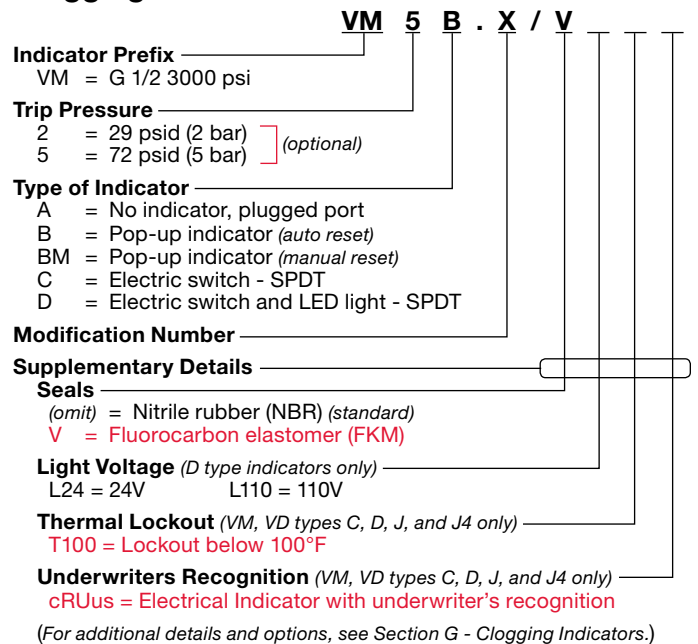 VM 5 B . X / V
Indicator Prefix
VM = G 1/2 3000 psi
Trip Pressure
2 = 29 psid (2 bar)
5 = 72 psid (5 bar)
(optional)
Type of Indicator
A = No indicator, plugged port
B = Pop-up indicator (auto reset)
BM = Pop-up indicator (manual reset)
C = Electric switch - SPDT
D = Electric switch and LED light - SPDT
Modification Number
Supplementary Details
Seals
(omit) = Nitrile rubber (NBR) (standard)
V = Fluorocarbon elastomer (FKM)
Light Voltage (D type indicators only)
L24 = 24V L110 = 110V
Thermal Lockout (VM, VD types C, D, J, and J4 only)
T100 = Lockout below 100°F
Underwriters Recognition (VM, VD types C, D, J, and J4 only)
cRUus = Electrical Indicator with underwriter's recognition
(For additional details and options, see Section G - Clogging Indicators.)